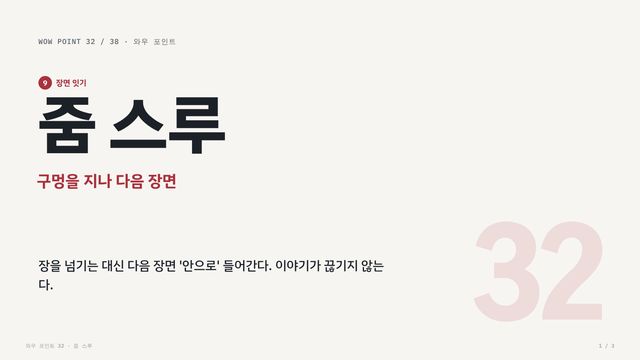 WOW POINT 32 / 38 · 와우 포인트
9 장면 잇기
줌 스루
구멍을 지나 다음 장면
장을 넘기는 대신 다음 장면 '안으로' 들어간다. 이야기가 끊기지 않는
다.
32
와우 포인트 32 · 줌 스루
1 / 3